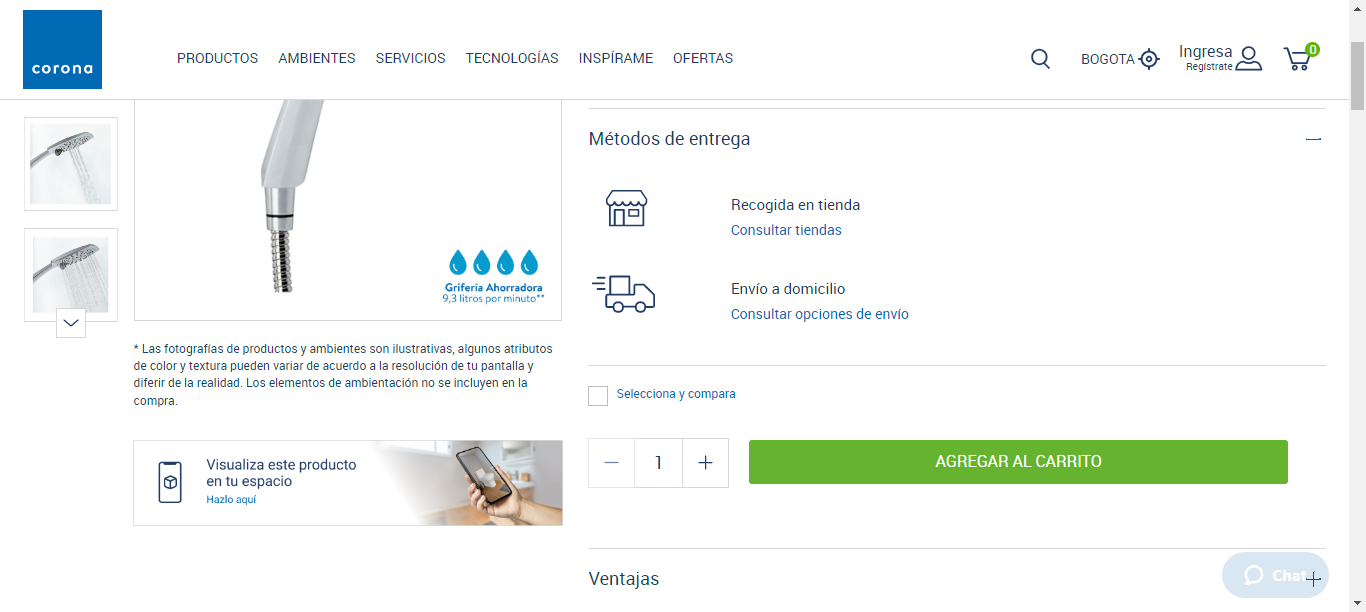 corona
PRODUCTOS AMBIENTES SERVICIOS TECNOLOGÍAS INSPÍRAME OFERTAS
BOGOTA
Ingresa
Regístrate
0
Métodos de entrega
Recogida en tienda
Consultar tiendas
Envío a domicilio
Consultar opciones de envío
Grifería Ahorradora
9,3 litros por minuto**
* Las fotografías de productos y ambientes son ilustrativas, algunos atributos
de color y textura pueden variar de acuerdo a la resolución de tu pantalla y
diferir de la realidad. Los elementos de ambientación no se incluyen en la
compra.
Selecciona y compara
1
AGREGAR AL CARRITO
Visualiza este producto
en tu espacio
Hazlo aquí
Ventajas
Chat